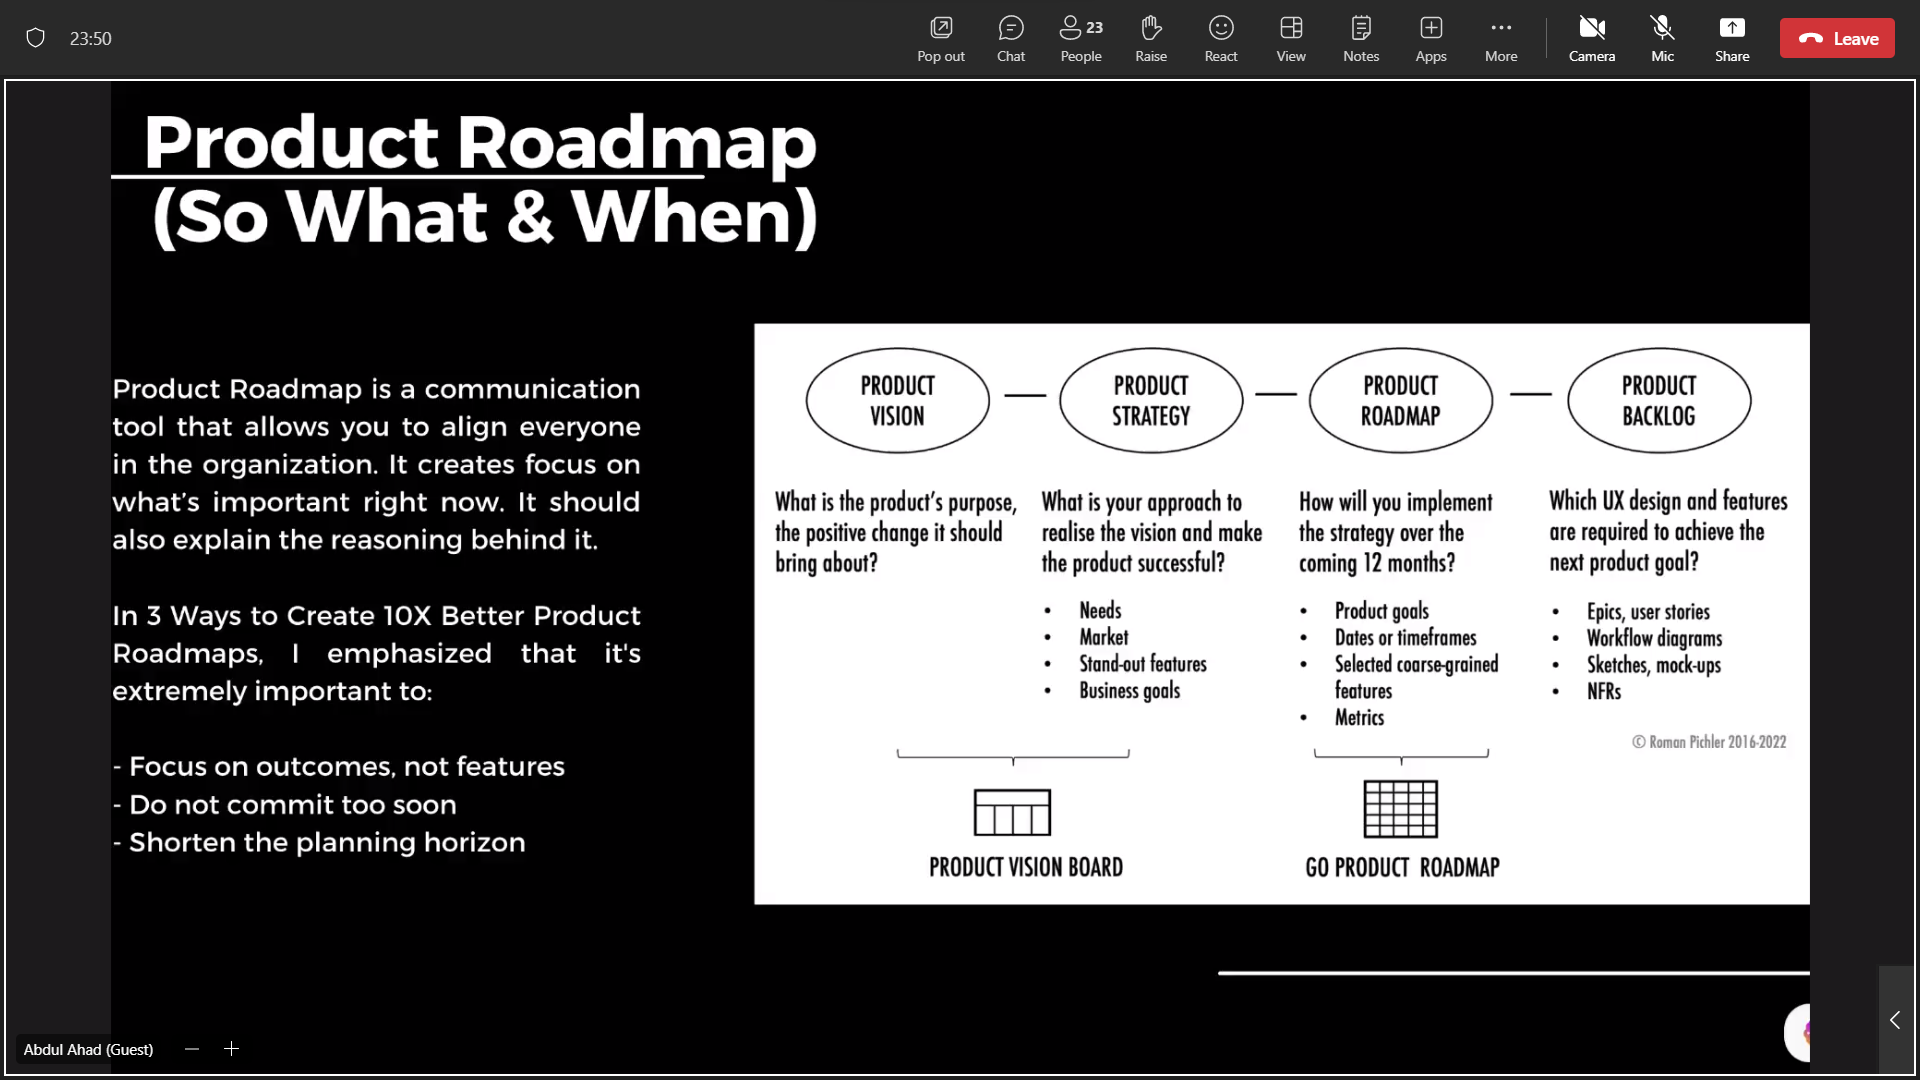 23:50
Pop out
Chat
23
People
Raise
React
View
Notes
Apps
More
Camera
Mic
Share
Leave
Product Roadmap
(So What & When)
Product Roadmap is a communication
tool that allows you to align everyone
in the organization. It creates focus on
what's important right now. It should
also explain the reasoning behind it.
In 3 Ways to Create 10X Better Product
Roadmaps, I emphasized that it's
extremely important to:
- Focus on outcomes, not features
- Do not commit too soon
- Shorten the planning horizon
PRODUCT
VISION
What is the product's purpose,
the positive change it should
bring about?
PRODUCT
STRATEGY
What is your approach to
realise the vision and make
the product successful?
• Needs
• Market
• Stand-out features
• Business goals
PRODUCT
ROADMAP
How will you implement
the strategy over the
coming 12 months?
• Product goals
• Dates or timeframes
• Selected coarse-grained
features
• Metrics
PRODUCT
BACKLOG
Which UX design and features
are required to achieve the
next product goal?
• Epics, user stories
• Workflow diagrams
• Sketches, mock-ups
• NFRs
© Roman Pichler 2016-2022
PRODUCT VISION BOARD
GO PRODUCT ROADMAP
Abdul Ahad (Guest)